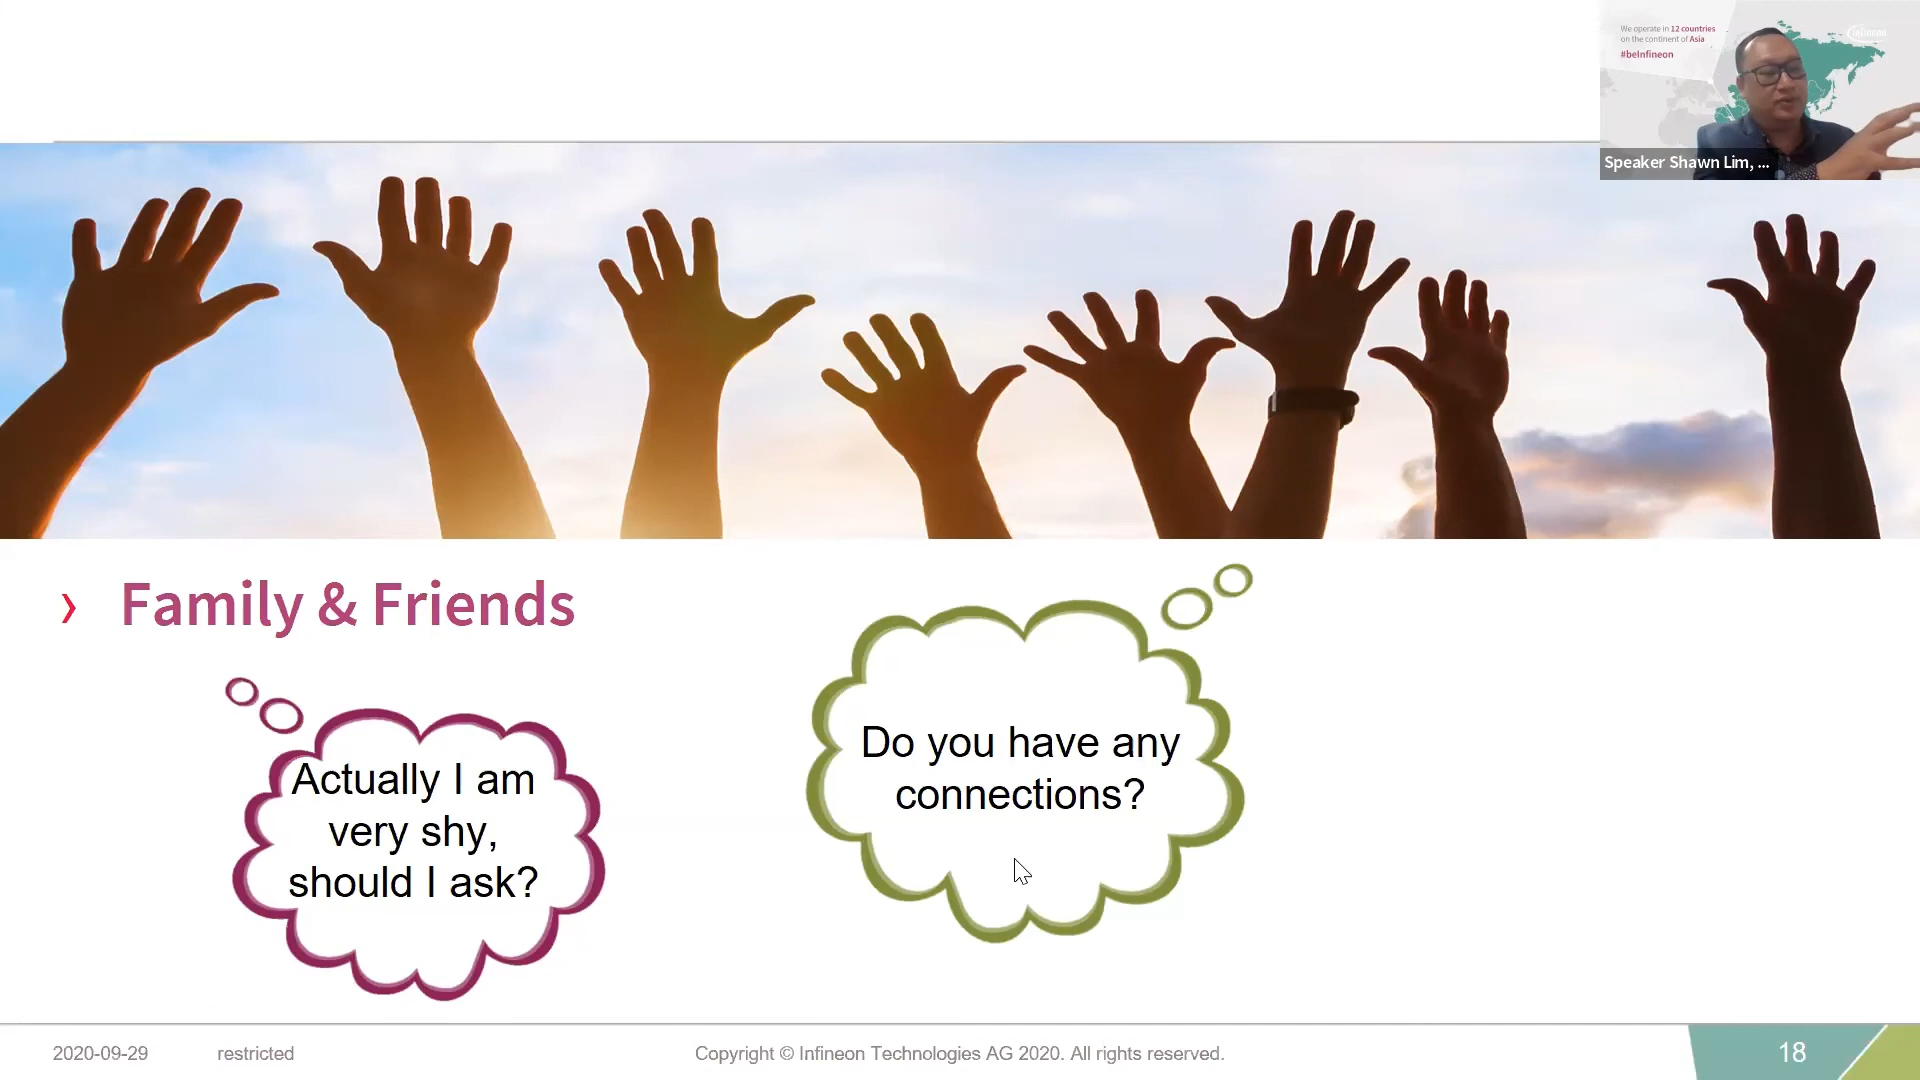 We operate in 12 countries
on the continent of Asia
#beInfineon
infineon
Speaker Shawn Lim, ...
› Family & Friends
Actually I am
very shy,
should I ask?
Do you have any
connections?
2020-09-29
restricted
Copyright © Infineon Technologies AG 2020. All rights reserved.
18